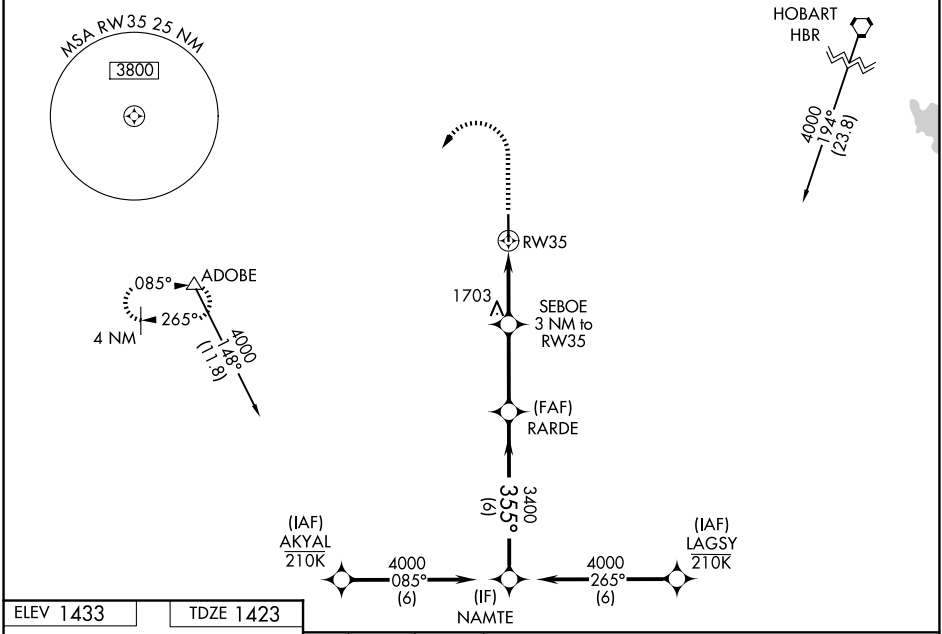 MSA RW35 25 NM
3800
HOBART
HBR
4000
194°
(23.8)
RW35
085°
ADOBE
265°
4 NM
4000
148°
(11.8)
1703
SEBOE
3 NM to
RW35
(FAF)
RARDE
3400
355°
(6)
(IAF)
AKYAL
210K
4000
085°
(6)
(IF)
NAMTE
4000
265°
(6)
(IAF)
LAGSY
210K
ELEV 1433
TDZE 1423